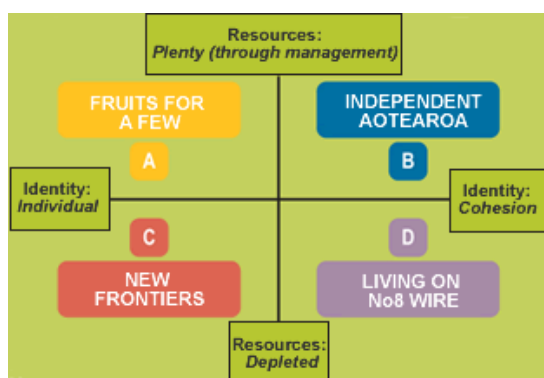 Resources:
Plenty (through management)
FRUITS FOR
A FEW
INDEPENDENT
AOTEAROA
A
B
Identity:
Individual
Identity:
Cohesion
C
D
NEW
FRONTIERS
LIVING ON
No8 WIRE
Resources:
Depleted